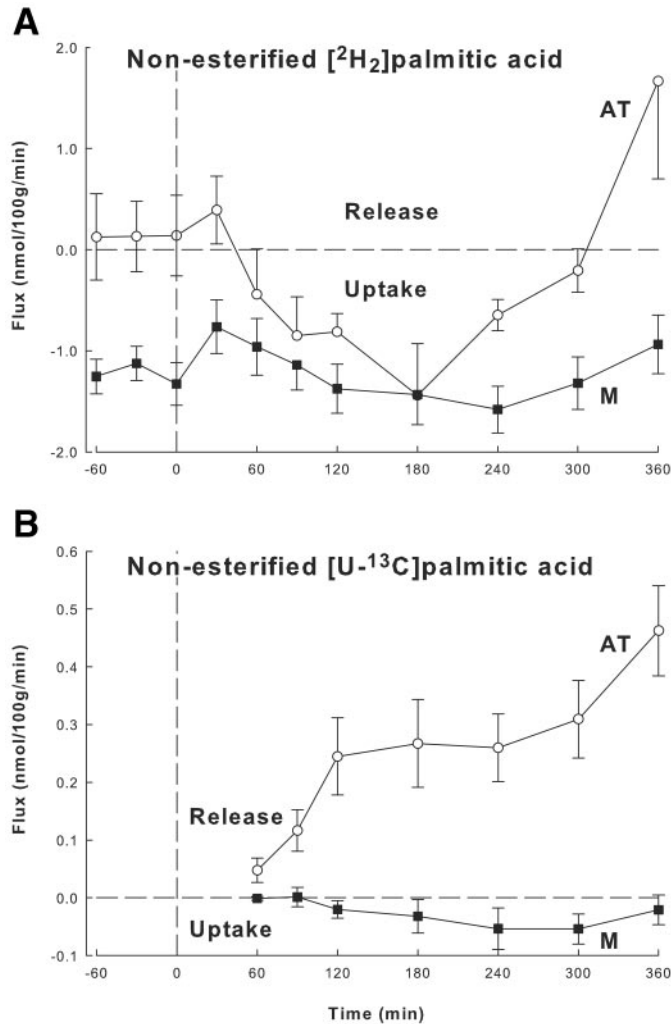 A
Non-esterified [²H₂]palmitic acid
2.0
1.0
0.0
-1.0
-2.0
Flux (nmol/100g/min)
AT
Release
Uptake
M
-60 0 60 120 180 240 300 360
B
Non-esterified [U-¹³C]palmitic acid
0.6
0.5
0.4
0.3
0.2
0.1
0.0
-0.1
Flux (nmol/100g/min)
AT
Release
Uptake
M
-60 0 60 120 180 240 300 360
Time (min)